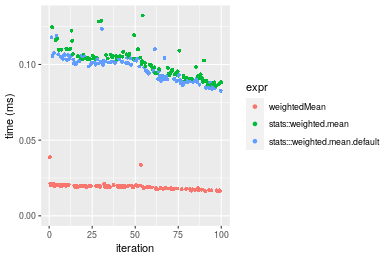 0.10
0.05
0.00
time (ms)
0
25
50
75
100
iteration
expr
weightedMean
stats::weighted.mean
stats:::weighted.mean.default